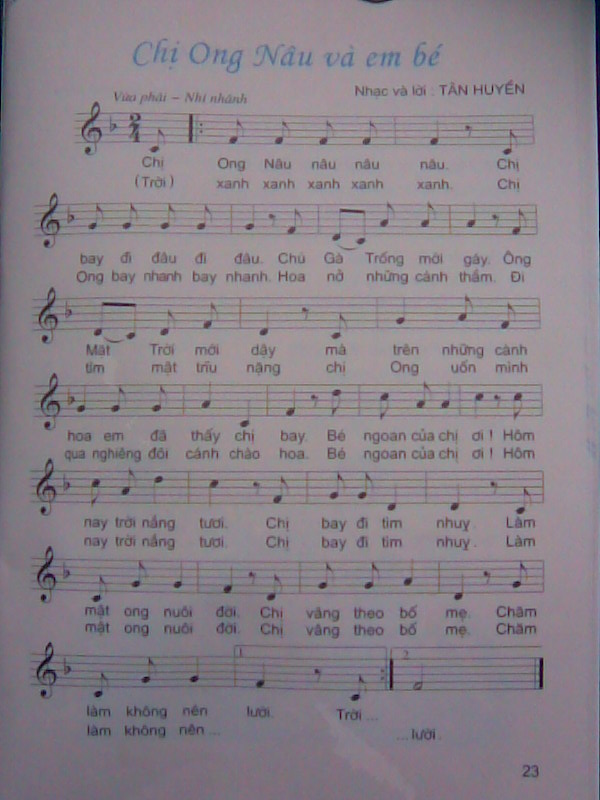 Chị Ong Nâu và em bé
Vừa phải – Nhí nhảnh
Nhạc và lời : TÂN HUYỀN
2
4
Chị Ong Nâu nâu nâu nâu. Chị
(Trời) xanh xanh xanh xanh xanh. Chị
bay đi đâu đi đâu. Chú Gà Trống mới gáy. Ông
Ong bay nhanh bay nhanh. Hoa nở những cánh thắm. Đi
Mặt Trời mới dậy mà trên những cành
tìm mật trĩu nặng chị Ong uốn mình
hoa em đã thấy chị bay. Bé ngoan của chị ơi ! Hôm
qua nghiêng đôi cánh chào hoa. Bé ngoan của chị ơi ! Hôm
nay trời nắng tươi. Chị bay đi tìm nhuỵ. Làm
nay trời nắng tươi. Chị bay đi tìm nhuỵ. Làm
mật ong nuôi đời. Chị vâng theo bố mẹ. Chăm
mật ong nuôi đời. Chị vâng theo bố mẹ. Chăm
1. 2.
làm không nên lười. Trời ...
làm không nên ... ...lười.
23